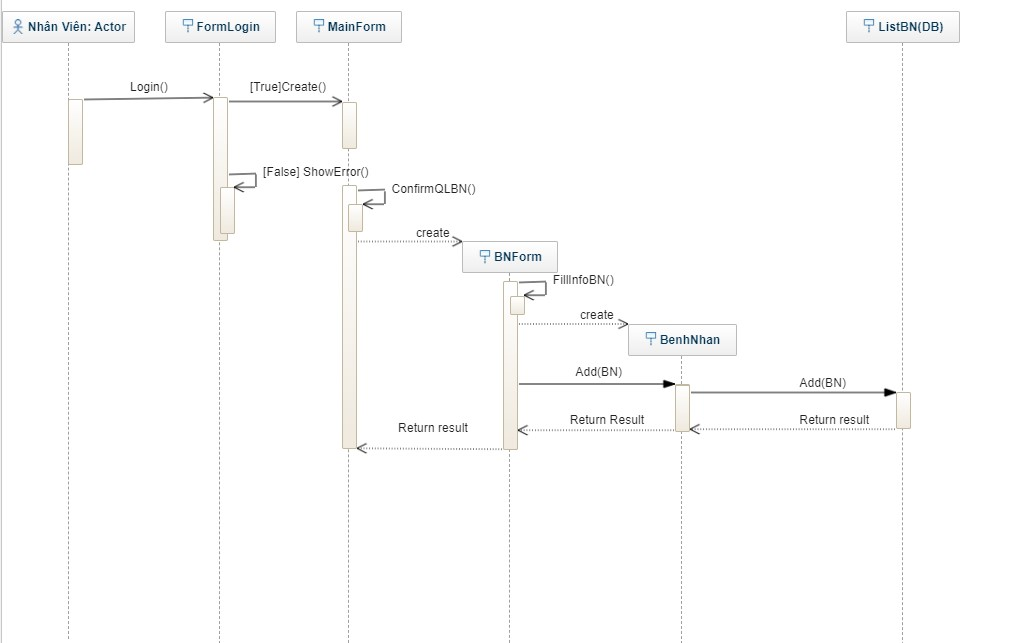 Nhân Viên: Actor
FormLogin
MainForm
ListBN(DB)
Login()
[True]Create()
[False] ShowError()
ConfirmQLBN()
create
BNForm
FillInfoBN()
create
BenhNhan
Add(BN)
Add(BN)
Return result
Return Result
Return result